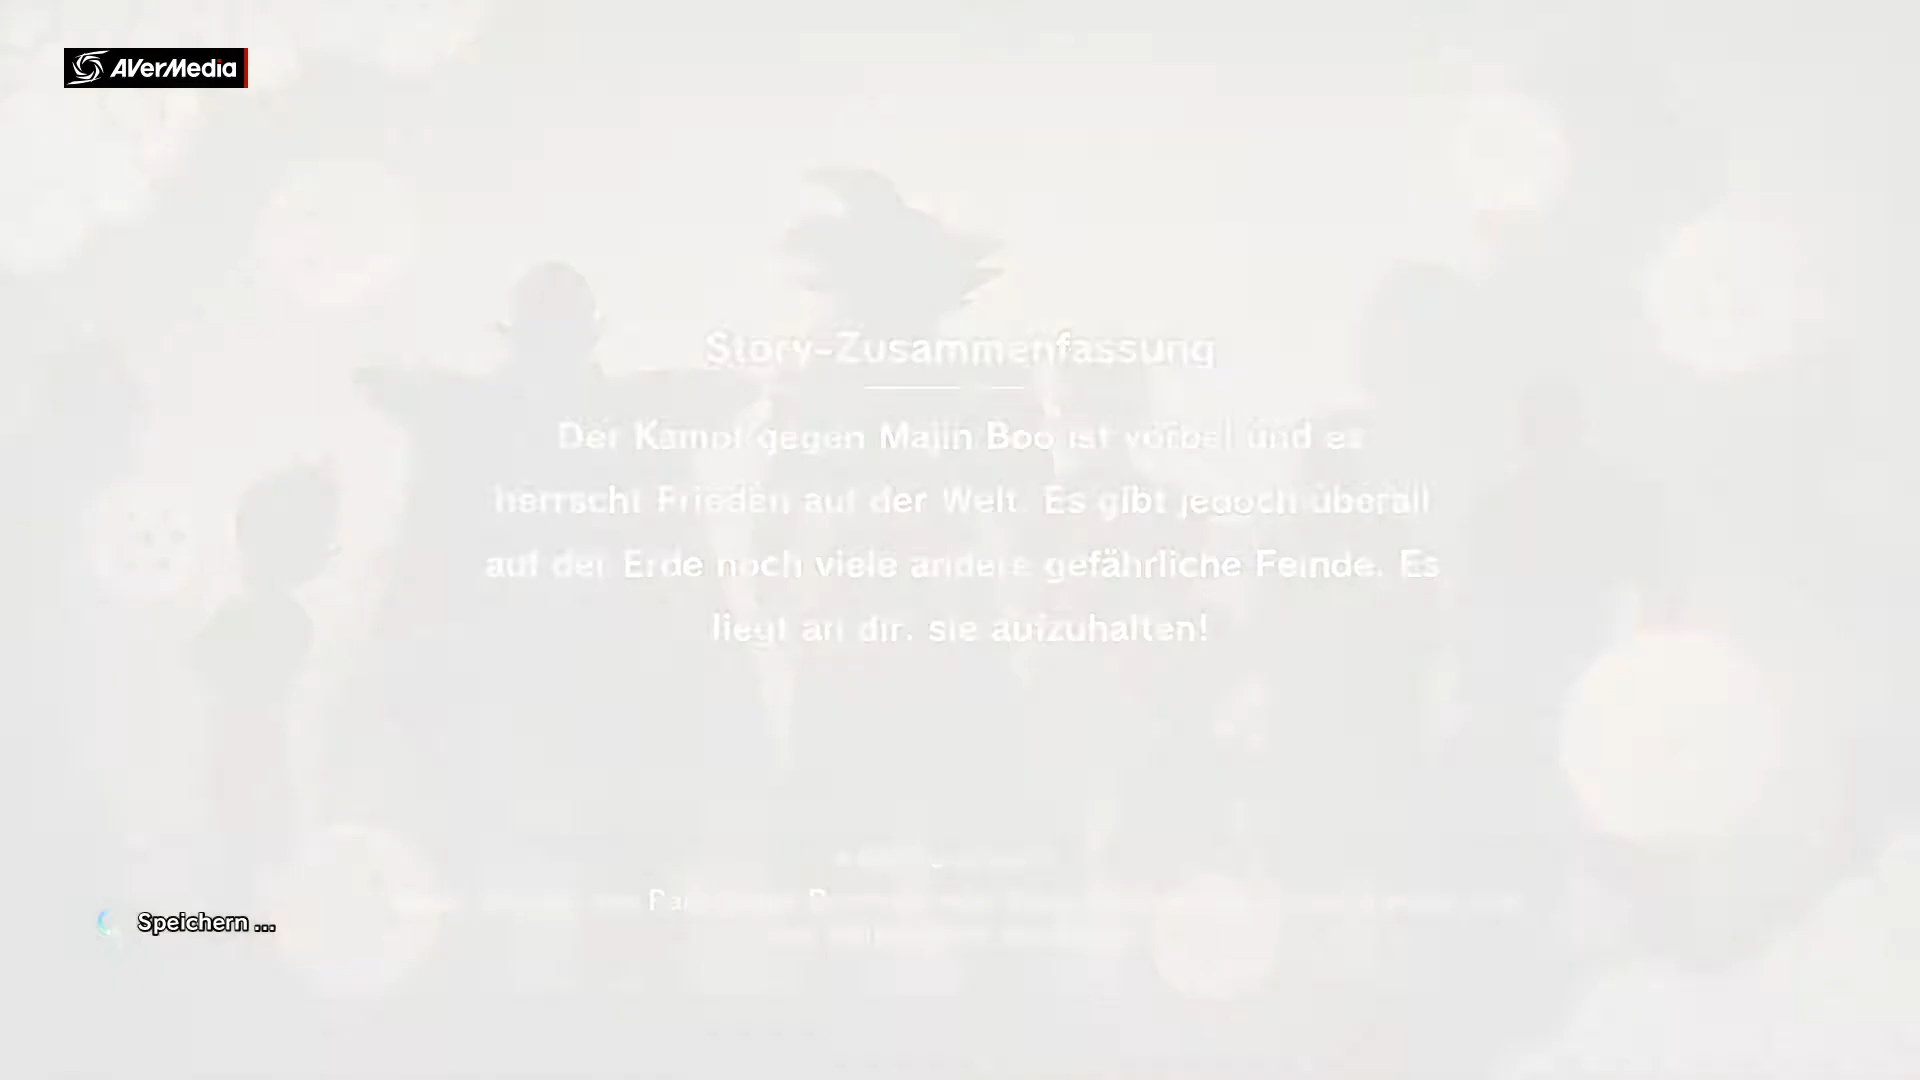 AVerMedia
Story-Zusammenfassung
Der Kampf gegen Majin Boo ist vorbei und es
herrscht Frieden auf der Welt. Es gibt jedoch überall
auf der Erde noch viele andere gefährliche Feinde. Es
liegt an dir, sie aufzuhalten!
Speichern ...